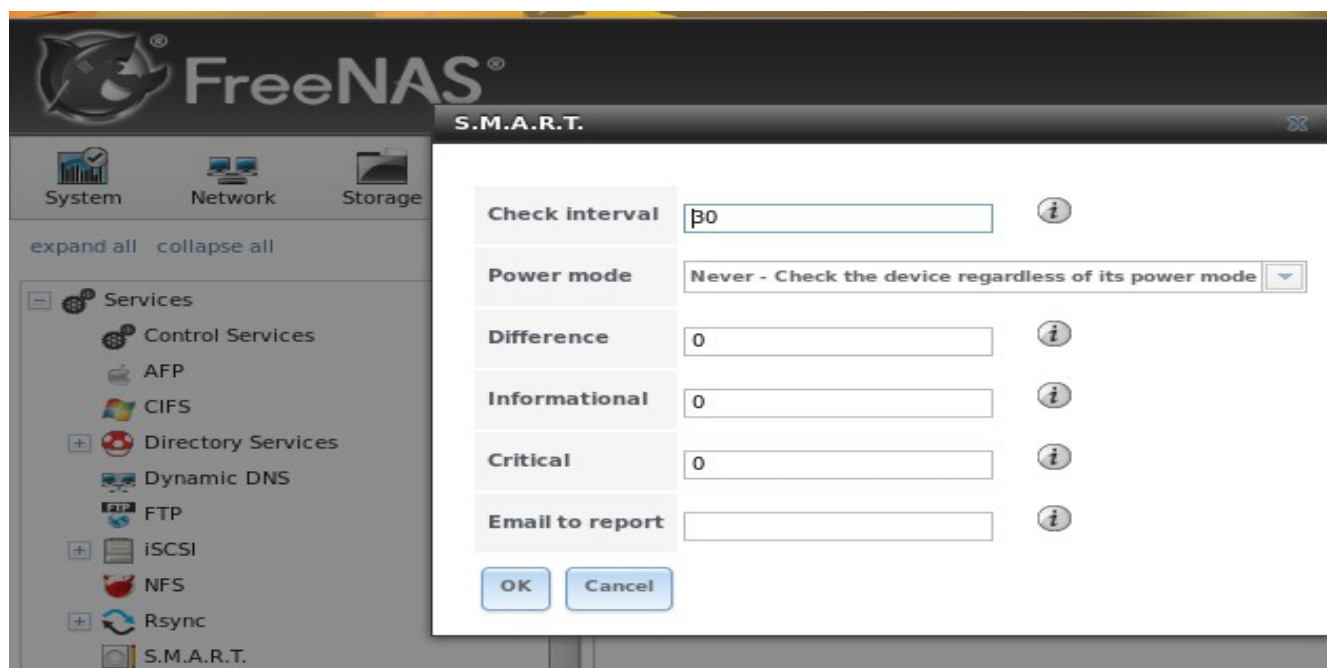 FreeNAS®
S.M.A.R.T.
System
Network
Storage
expand all collapse all
Services
Control Services
AFP
CIFS
Directory Services
Dynamic DNS
FTP
iSCSI
NFS
Rsync
S.M.A.R.T.
Check interval 30
Power mode Never - Check the device regardless of its power mode
Difference 0
Informational 0
Critical 0
Email to report
OK
Cancel